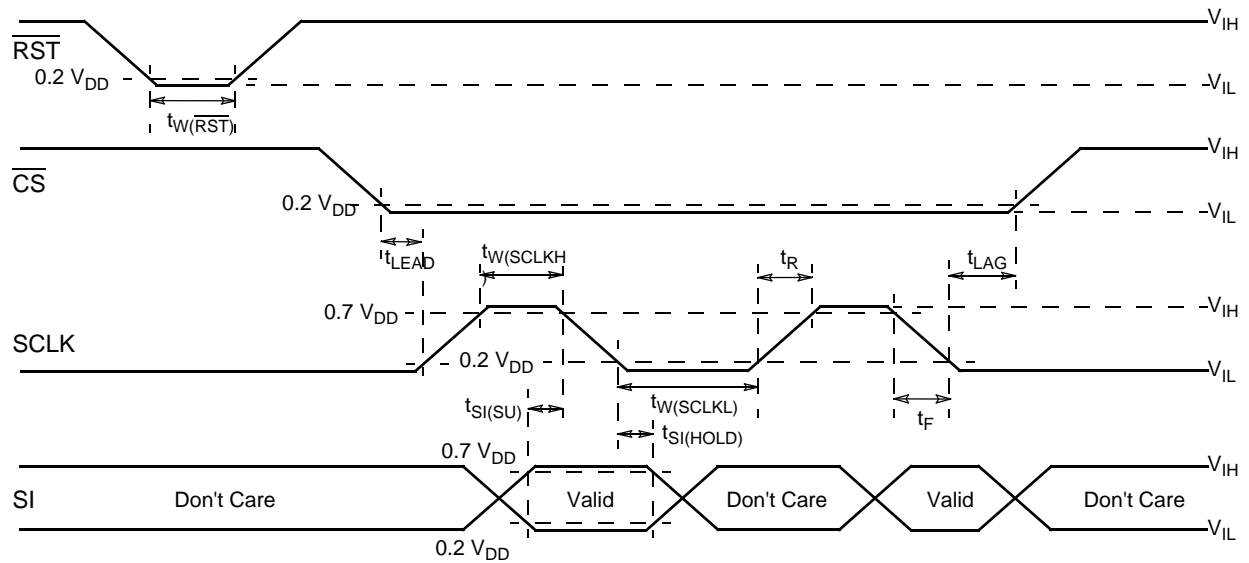 V_IH
RST
0.2 V_DD
V_IL
t_W(RST)
V_IH
CS
0.2 V_DD
V_IL
t_LEAD
t_W(SCLKH
)
t_R
t_LAG
0.7 V_DD
V_IH
SCLK
0.2 V_DD
V_IL
t_SI(SU)
t_W(SCLKL)
t_F
t_SI(HOLD)
0.7 V_DD
V_IH
SI
Don't Care
Valid
Don't Care
Valid
Don't Care
V_IL
0.2 V_DD